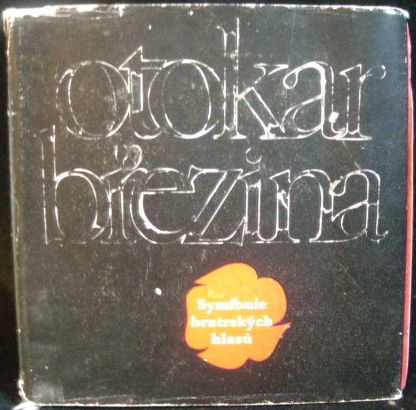 otokar
březina
Symfonie
bratrských
hlasů